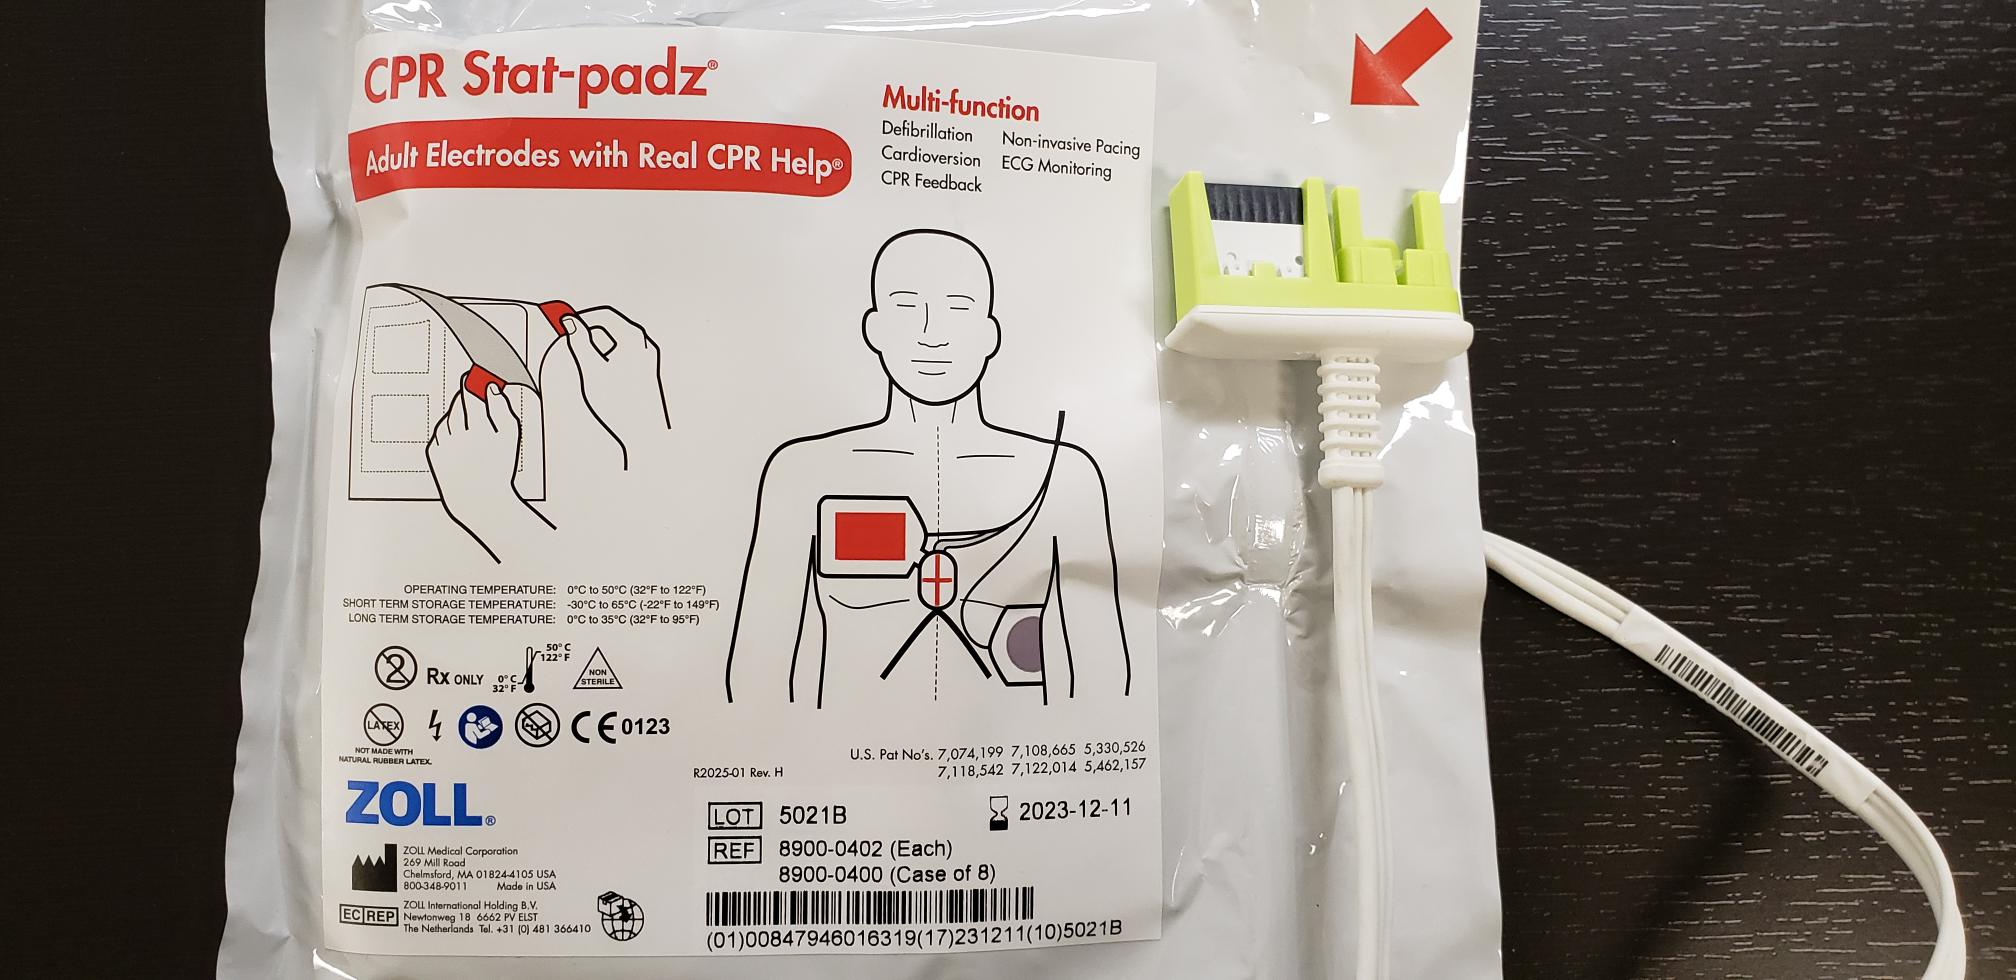 CPR Stat-padz®
Adult Electrodes with Real CPR Help®
Multi-function
Defibrillation Non-invasive Pacing
Cardioversion ECG Monitoring
CPR Feedback
OPERATING TEMPERATURE: 0°C to 50°C (32°F to 122°F)
SHORT TERM STORAGE TEMPERATURE: -30°C to 65°C (-22°F to 149°F)
LONG TERM STORAGE TEMPERATURE: 0°C to 35°C (32°F to 95°F)
2
Rx ONLY
50°C
122°F
0°C
32°F
NON
STERILE
LATEX
NOT MADE WITH
NATURAL RUBBER LATEX.
CE 0123
U.S. Pat No's. 7,074,199 7,108,665 5,330,526
7,118,542 7,122,014 5,462,157
R2025-01 Rev. H
ZOLL®
ZOLL Medical Corporation
269 Mill Road
Chelmsford, MA 01824-4105 USA
800-348-9011 Made in USA
EC REP
ZOLL International Holding B.V.
Newtonweg 18 6662 PV ELST
The Netherlands Tel. +31 (0) 481 366410
LOT 5021B
2023-12-11
REF 8900-0402 (Each)
8900-0400 (Case of 8)
(01)00847946016319(17)231211(10)5021B